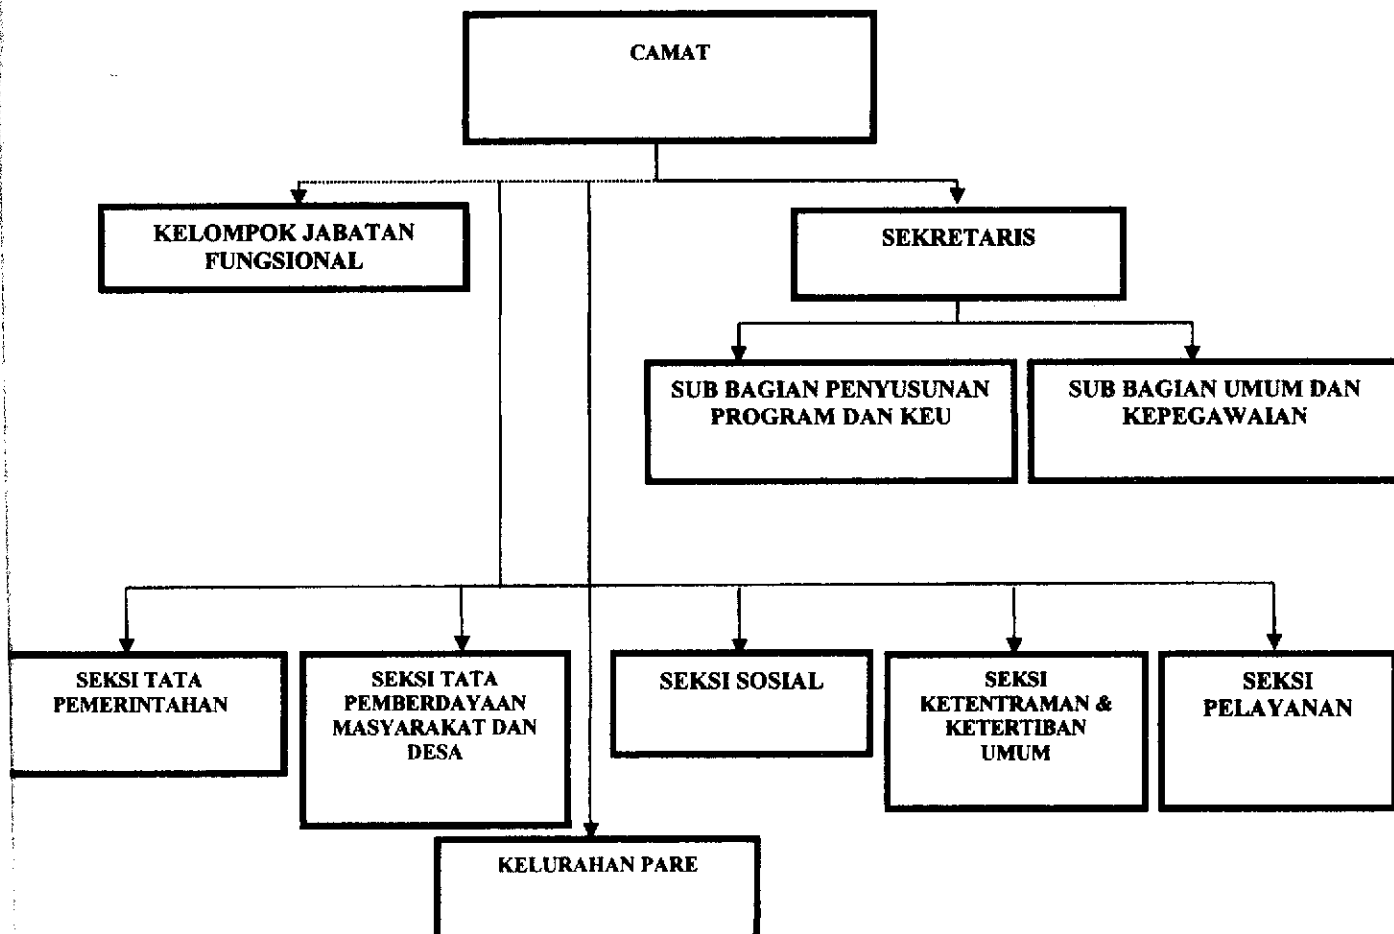 CAMAT
KELOMPOK JABATAN
FUNGSIONAL
SEKRETARIS
SUB BAGIAN PENYUSUNAN
PROGRAM DAN KEU
SUB BAGIAN UMUM DAN
KEPEGAWAIAN
SEKSI TATA
PEMERINTAHAN
SEKSI TATA
PEMBERDAYAAN
MASYARAKAT DAN
DESA
SEKSI SOSIAL
SEKSI
KETENTRAMAN &
KETERTIBAN
UMUM
SEKSI
PELAYANAN
KELURAHAN PARE